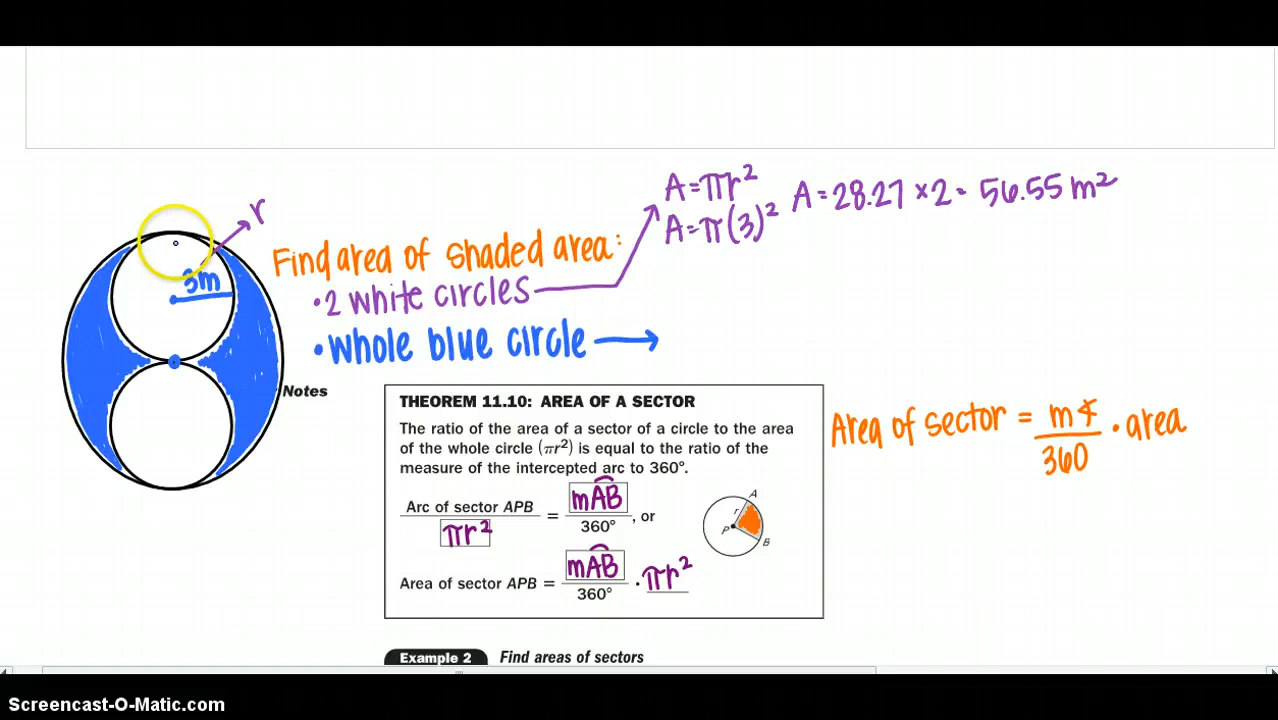 A = πr²
A = π(3)²
A = 28.27 × 2 = 56.55 m²
r
3m
Find area of shaded area:
• 2 white circles
• whole blue circle
Notes
THEOREM 11.10: AREA OF A SECTOR
The ratio of the area of a sector of a circle to the area
of the whole circle (πr²) is equal to the ratio of the
measure of the intercepted arc to 360°.
Arc of sector APB / πr² = mAB / 360°, or
Area of sector APB = mAB / 360° · πr²
A
r
P
B
Area of sector = m∡ / 360 · area
Example 2 Find areas of sectors
Screencast-O-Matic.com